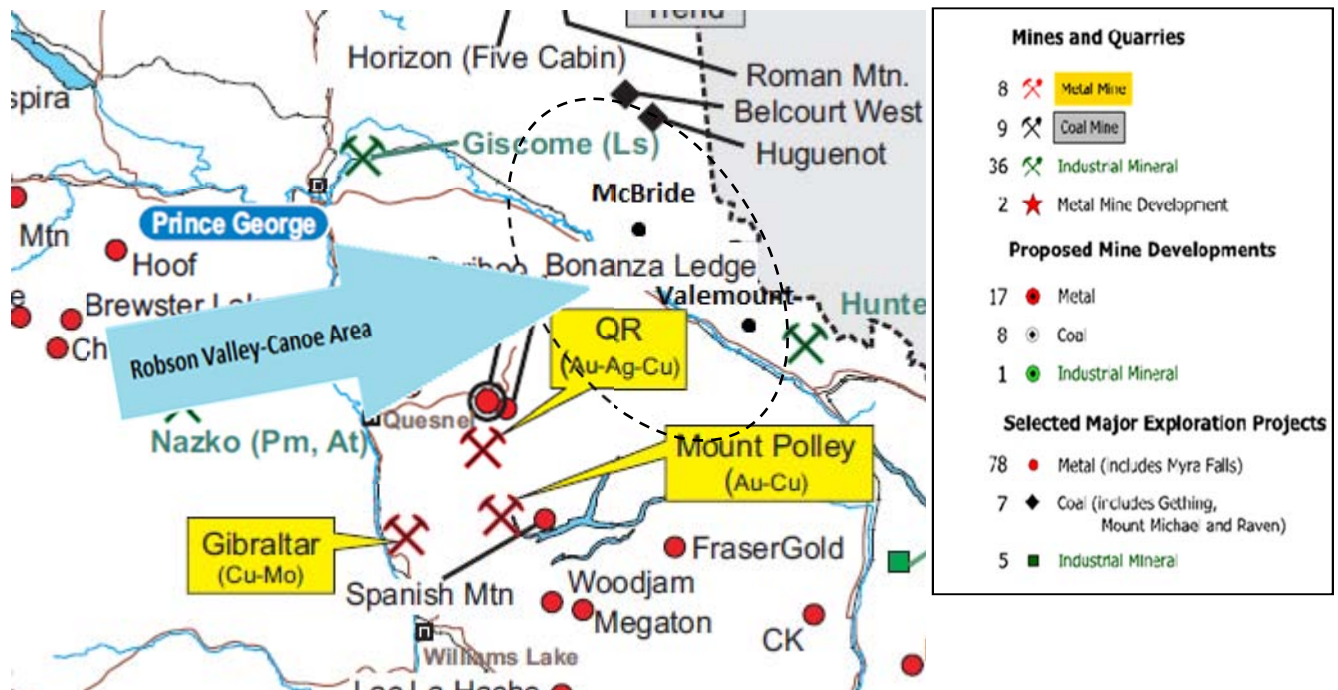 Trend
Horizon (Five Cabin)
Roman Mtn.
Belcourt West
Huguenot
spira
Giscome (Ls)
McBride
Prince George
Mtn
Hoof
Bonanza Ledge
Valemount
Hunte
e
Brewster
Robson Valley-Canoe Area
Ch
QR
(Au-Ag-Cu)
Quesnel
Nazko (Pm, At)
Mount Polley
(Au-Cu)
Gibraltar
(Cu-Mo)
FraserGold
Spanish Mtn
Woodjam
Megaton
CK
Williams Lake
Mines and Quarries
8 Metal Mine
9 Coal Mine
36 Industrial Mineral
2 Metal Mine Development
Proposed Mine Developments
17 Metal
8 Coal
1 Industrial Mineral
Selected Major Exploration Projects
78 Metal (includes Myra Falls)
7 Coal (includes Gething,
Mount Michael and Raven)
5 Industrial Mineral